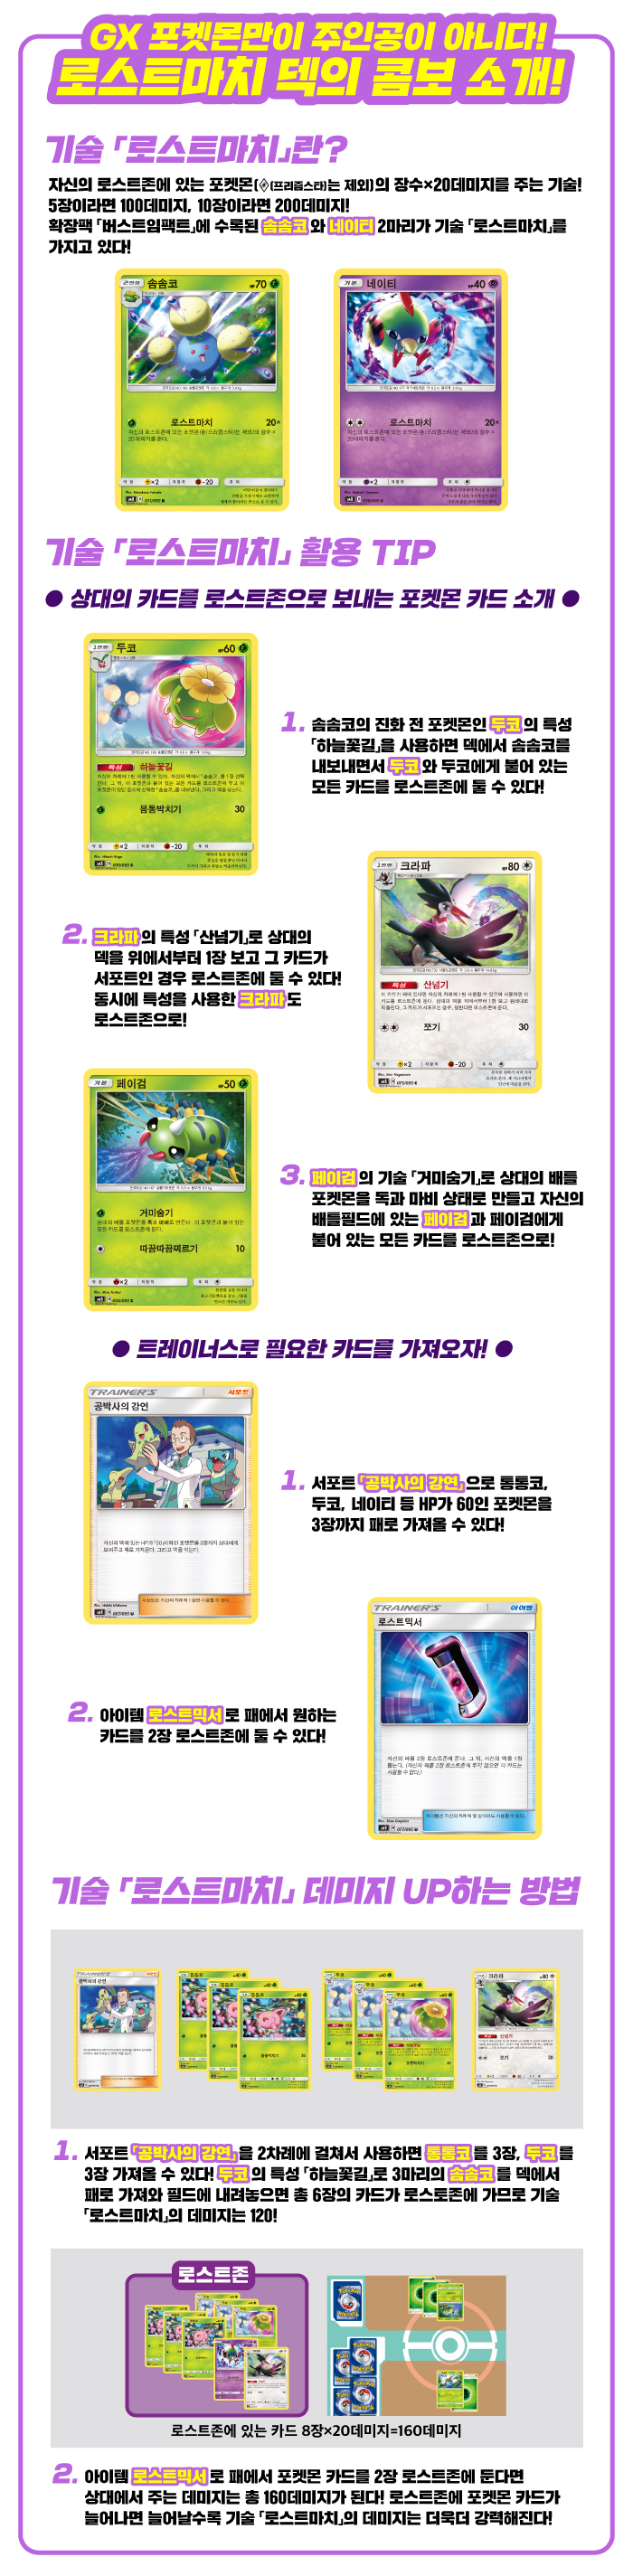 GX 포켓몬만이 주인공이 아니다!
로스트마치 덱의 콤보 소개!
기술 「로스트마치」란?
자신의 로스트존에 있는 포켓몬(◇(프리즘스타)는 제외)의 장수×20데미지를 주는 기술!
5장이라면 100데미지, 10장이라면 200데미지!
확장팩 「버스트임팩트」에 수록된 솜솜코 와 네이티 2마리가 기술 「로스트마치」를
가지고 있다!
2진화 솜솜코 HP70
로스트마치 20×
기본 네이티 HP40
로스트마치 20×
기술 「로스트마치」 활용 TIP
● 상대의 카드를 로스트존으로 보내는 포켓몬 카드 소개 ●
1진화 두코 HP60
특성 하늘꽃길
몸통박치기 30
1. 솜솜코의 진화 전 포켓몬인 두코 의 특성
「하늘꽃길」을 사용하면 덱에서 솜솜코를
내보내면서 두코 와 두코에게 붙어 있는
모든 카드를 로스트존에 둘 수 있다!
1진화 크라파 HP80
특성 산넘기
쪼기 30
2. 크라파 의 특성 「산넘기」로 상대의
덱을 위에서부터 1장 보고 그 카드가
서포트인 경우 로스트존에 둘 수 있다!
동시에 특성을 사용한 크라파 도
로스트존으로!
기본 페이검 HP50
거미숨기
따끔따끔찌르기 10
3. 페이검 의 기술 「거미숨기」로 상대의 배틀
포켓몬을 독과 마비 상태로 만들고 자신의
배틀필드에 있는 페이검 과 페이검에게
붙어 있는 모든 카드를 로스트존으로!
● 트레이너스로 필요한 카드를 가져오자! ●
TRAINER'S 서포트
공박사의 강연
1. 서포트 「공박사의 강연」 으로 통통코,
두코, 네이티 등 HP가 60인 포켓몬을
3장까지 패로 가져올 수 있다!
TRAINER'S 아이템
로스트믹서
2. 아이템 로스트믹서 로 패에서 원하는
카드를 2장 로스트존에 둘 수 있다!
기술 「로스트마치」 데미지 UP하는 방법
1. 서포트 「공박사의 강연」 을 2차례에 걸쳐서 사용하면 통통코 를 3장, 두코 를
3장 가져올 수 있다! 두코 의 특성 「하늘꽃길」로 3마리의 솜솜코 를 덱에서
패로 가져와 필드에 내려놓으면 총 6장의 카드가 로스토존에 가므로 기술
「로스트마치」의 데미지는 120!
로스트존
로스트존에 있는 카드 8장×20데미지=160데미지
2. 아이템 로스트믹서 로 패에서 포켓몬 카드를 2장 로스트존에 둔다면
상대에서 주는 데미지는 총 160데미지가 된다! 로스트존에 포켓몬 카드가
늘어나면 늘어날수록 기술 「로스트마치」의 데미지는 더욱더 강력해진다!